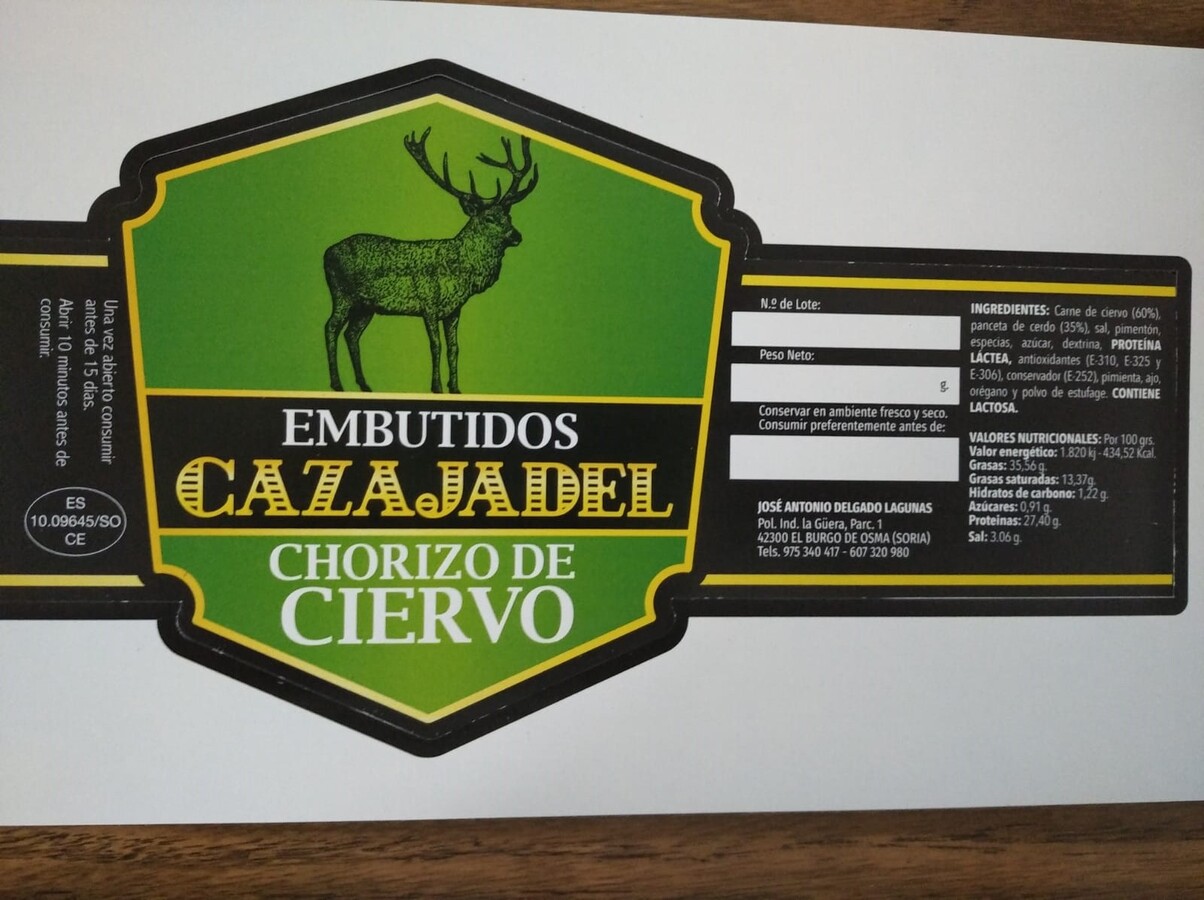 Una vez abierto consumir
antes de 15 días.
Abrir 10 minutos antes de
consumir.
ES
10.09645/SO
CE
EMBUTIDOS
CAZAJADEL
CHORIZO DE
CIERVO
N.º de Lote:
Peso Neto:
g
Conservar en ambiente fresco y seco.
Consumir preferentemente antes de:
JOSÉ ANTONIO DELGADO LAGUNAS
Pol. Ind. la Güera, Parc. 1
42300 EL BURGO DE OSMA (SORIA)
Tels. 975 340 417 - 607 320 980
INGREDIENTES: Carne de ciervo (60%),
panceta de cerdo (35%), sal, pimentón,
especias, azúcar, dextrina, PROTEÍNA
LÁCTEA, antioxidantes (E-310, E-325 y
E-306), conservador (E-252), pimienta, ajo,
orégano y polvo de estufage. CONTIENE
LACTOSA.
VALORES NUTRICIONALES: Por 100 grs.
Valor energético: 1.820 kj - 434,52 Kcal.
Grasas: 35,56 g.
Grasas saturadas: 13,37g.
Hidratos de carbono: 1,22 g.
Azúcares: 0,91 g.
Proteinas: 27,40 g.
Sal: 3.06 g.